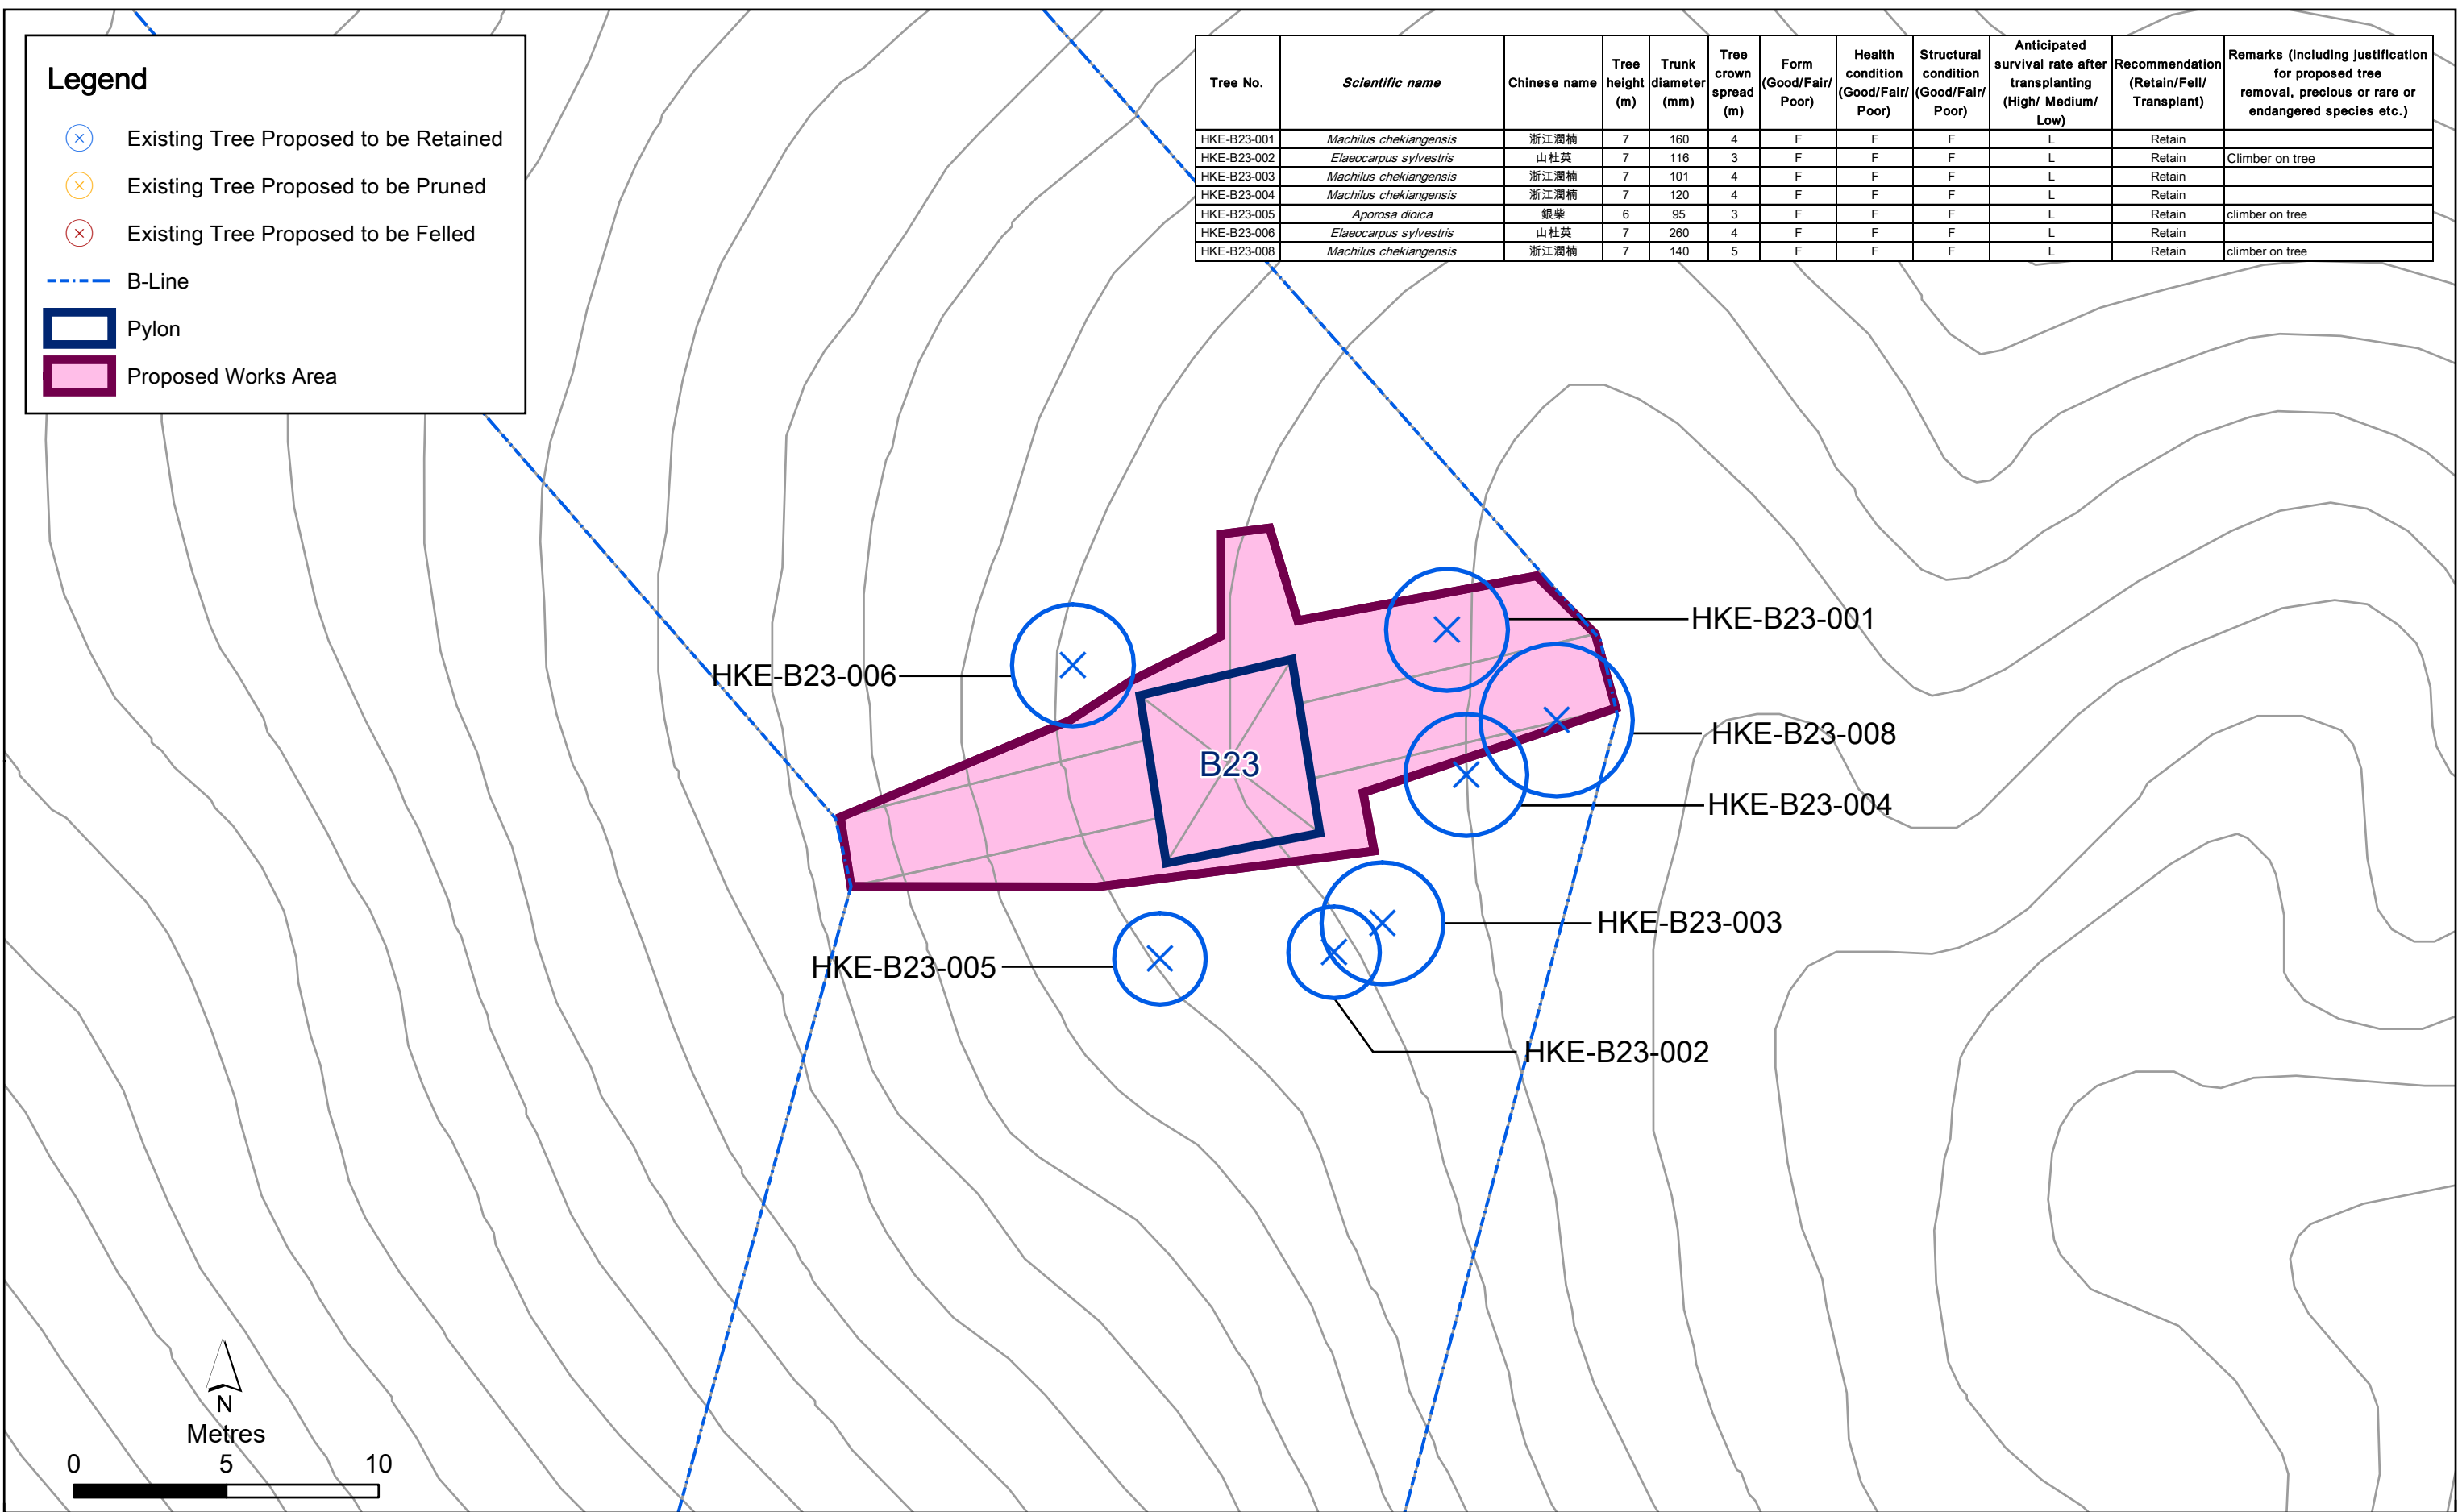 Legend
Existing Tree Proposed to be Retained
Existing Tree Proposed to be Pruned
Existing Tree Proposed to be Felled
B-Line
Pylon
Proposed Works Area
Tree No. Scientific name Chinese name Tree height (m) Trunk diameter (mm) Tree crown spread (m) Form (Good/Fair/ Poor) Health condition (Good/Fair/ Poor) Structural condition (Good/Fair/ Poor) Anticipated survival rate after transplanting (High/ Medium/ Low) Recommendation (Retain/Fell/ Transplant) Remarks (including justification for proposed tree removal, precious or rare or endangered species etc.)
HKE-B23-001 Machilus chekiangensis 浙江潤楠 7 160 4 F F F L Retain
HKE-B23-002 Elaeocarpus sylvestris 山杜英 7 116 3 F F F L Retain Climber on tree
HKE-B23-003 Machilus chekiangensis 浙江潤楠 7 101 4 F F F L Retain
HKE-B23-004 Machilus chekiangensis 浙江潤楠 7 120 4 F F F L Retain
HKE-B23-005 Aporosa dioica 銀柴 6 95 3 F F F L Retain climber on tree
HKE-B23-006 Elaeocarpus sylvestris 山杜英 7 260 4 F F F L Retain
HKE-B23-008 Machilus chekiangensis 浙江潤楠 7 140 5 F F F L Retain climber on tree
HKE-B23-001
HKE-B23-006
HKE-B23-008
B23
HKE-B23-004
HKE-B23-003
HKE-B23-005
HKE-B23-002
N
Metres
0 5 10